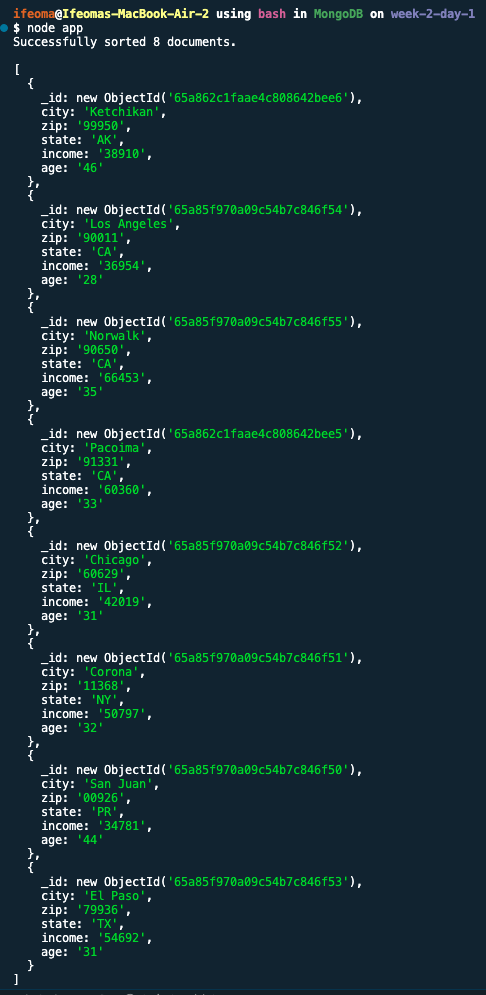 ifeoma@Ifeomas-MacBook-Air-2 using bash in MongoDB on week-2-day-1
$ node app
Successfully sorted 8 documents.
[
  {
    _id: new ObjectId('65a862c1faae4c808642bee6'),
    city: 'Ketchikan',
    zip: '99950',
    state: 'AK',
    income: '38910',
    age: '46'
  },
  {
    _id: new ObjectId('65a85f970a09c54b7c846f54'),
    city: 'Los Angeles',
    zip: '90011',
    state: 'CA',
    income: '36954',
    age: '28'
  },
  {
    _id: new ObjectId('65a85f970a09c54b7c846f55'),
    city: 'Norwalk',
    zip: '90650',
    state: 'CA',
    income: '66453',
    age: '35'
  },
  {
    _id: new ObjectId('65a862c1faae4c808642bee5'),
    city: 'Pacoima',
    zip: '91331',
    state: 'CA',
    income: '60360',
    age: '33'
  },
  {
    _id: new ObjectId('65a85f970a09c54b7c846f52'),
    city: 'Chicago',
    zip: '60629',
    state: 'IL',
    income: '42019',
    age: '31'
  },
  {
    _id: new ObjectId('65a85f970a09c54b7c846f51'),
    city: 'Corona',
    zip: '11368',
    state: 'NY',
    income: '50797',
    age: '32'
  },
  {
    _id: new ObjectId('65a85f970a09c54b7c846f50'),
    city: 'San Juan',
    zip: '00926',
    state: 'PR',
    income: '34781',
    age: '44'
  },
  {
    _id: new ObjectId('65a85f970a09c54b7c846f53'),
    city: 'El Paso',
    zip: '79936',
    state: 'TX',
    income: '54692',
    age: '31'
  }
]